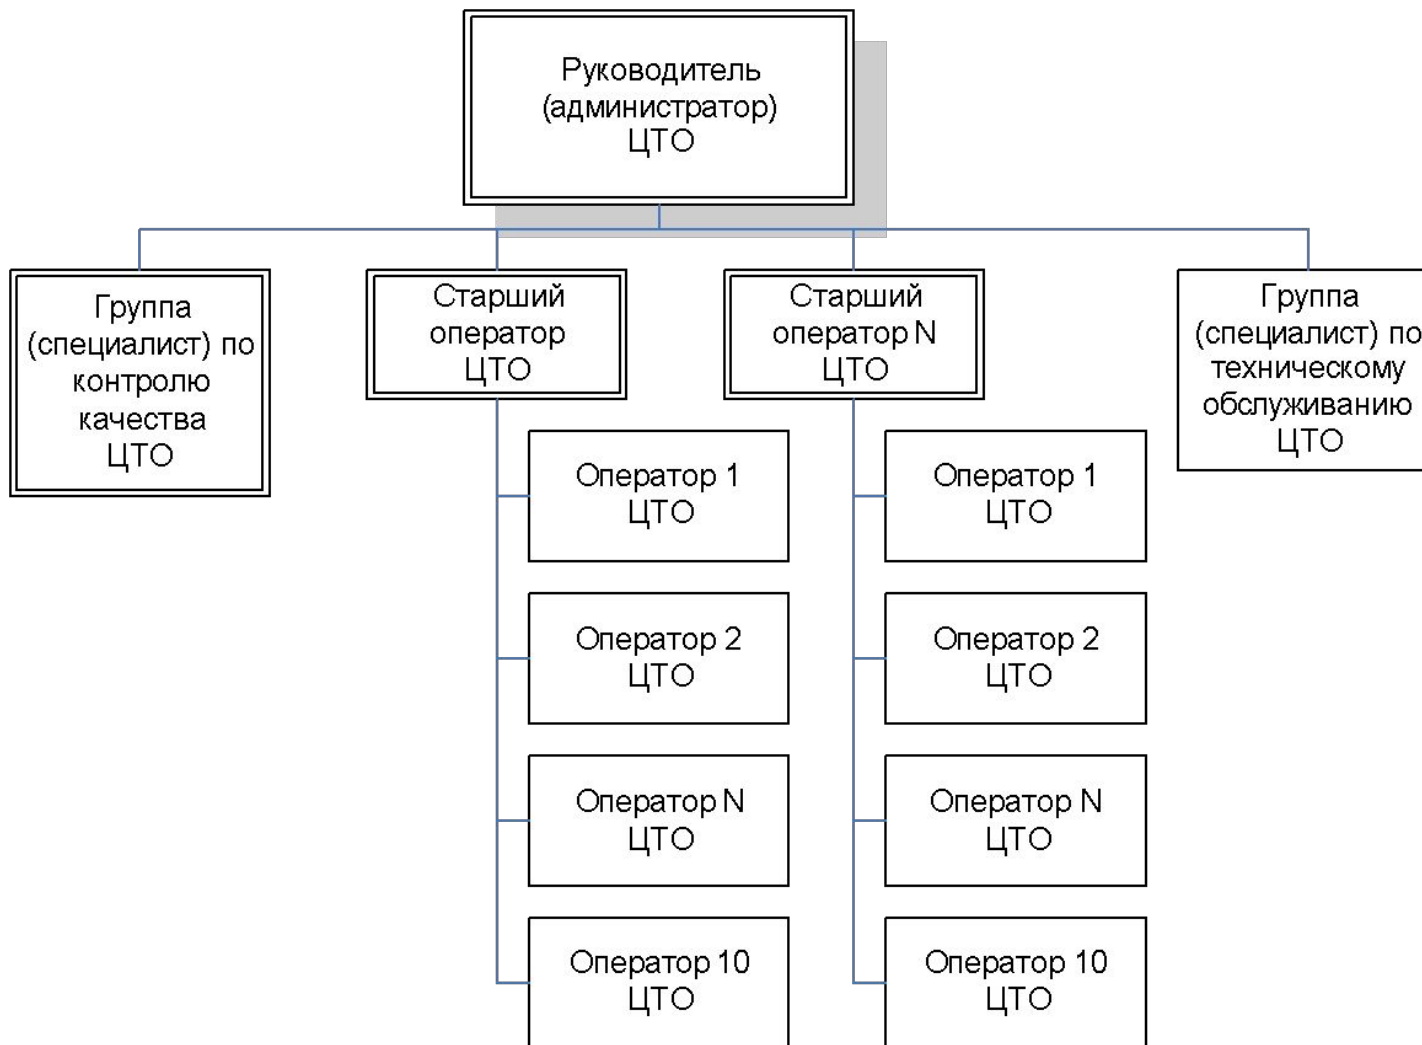 Руководитель
(администратор)
ЦТО
Группа
(специалист) по
контролю
качества
ЦТО
Старший
оператор
ЦТО
Старший
оператор N
ЦТО
Группа
(специалист) по
техническому
обслуживанию
ЦТО
Оператор 1
ЦТО
Оператор 2
ЦТО
Оператор N
ЦТО
Оператор 10
ЦТО
Оператор 1
ЦТО
Оператор 2
ЦТО
Оператор N
ЦТО
Оператор 10
ЦТО